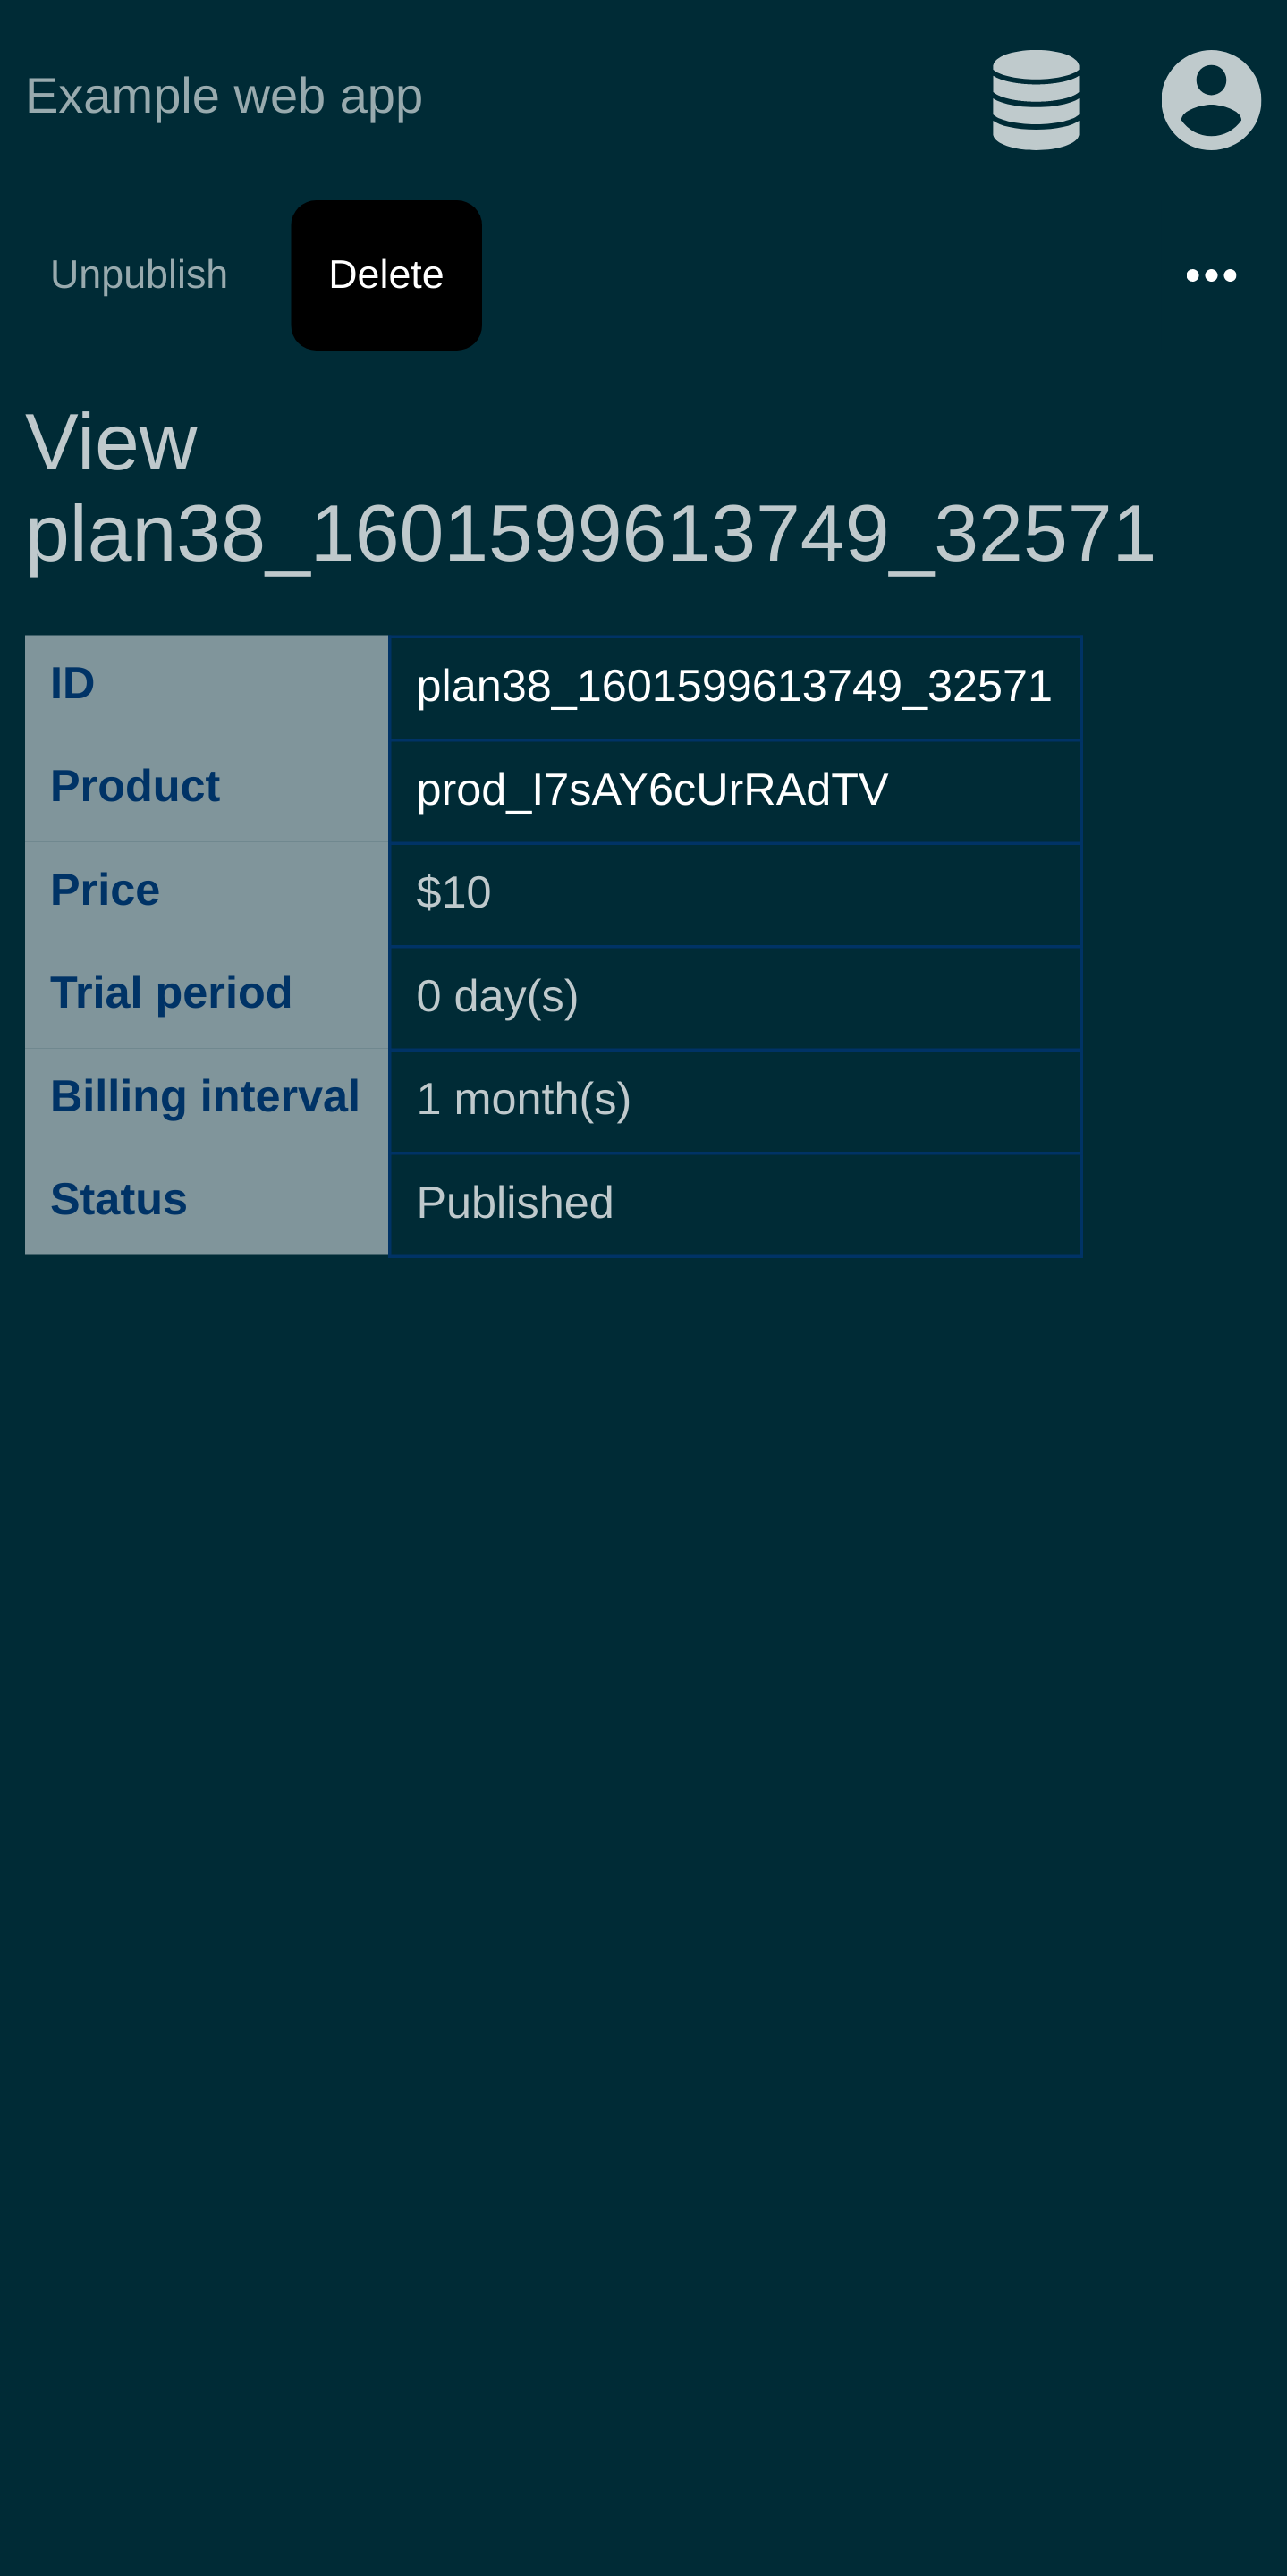 Example web app
Unpublish Delete
View
plan38_1601599613749_32571
ID plan38_1601599613749_32571
Product prod_I7sAY6cUrRAdTV
Price $10
Trial period 0 day(s)
Billing interval 1 month(s)
Status Published